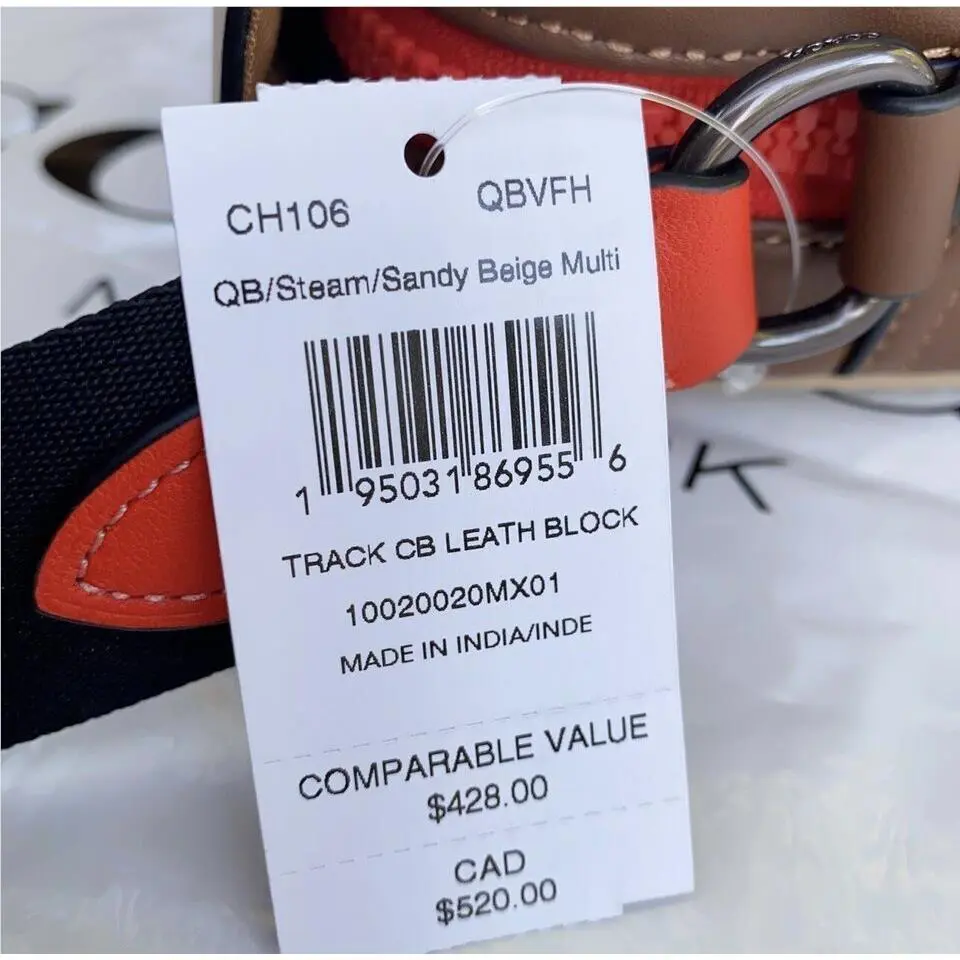 CH106 QBVFH
QB/Steam/Sandy Beige Multi
1 95031 86955 6
TRACK CB LEATH BLOCK
10020020MX01
MADE IN INDIA/INDE
COMPARABLE VALUE
$428.00
CAD
$520.00
K